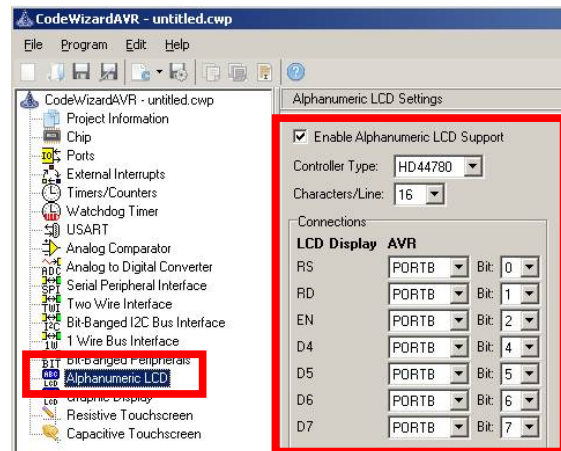 CodeWizardAVR - untitled.cwp
File Program Edit Help
CodeWizardAVR - untitled.cwp
Project Information
Chip
Ports
External Interrupts
Timers/Counters
Watchdog Timer
USART
Analog Comparator
Analog to Digital Converter
Serial Peripheral Interface
Two Wire Interface
Bit-Banged I2C Bus Interface
1 Wire Bus Interface
Bit-Banged Peripherals
Alphanumeric LCD
Graphic Display
Resistive Touchscreen
Capacitive Touchscreen
Alphanumeric LCD Settings
Enable Alphanumeric LCD Support
Controller Type: HD44780
Characters/Line: 16
Connections
LCD Display AVR
RS PORTB Bit: 0
RD PORTB Bit: 1
EN PORTB Bit: 2
D4 PORTB Bit: 4
D5 PORTB Bit: 5
D6 PORTB Bit: 6
D7 PORTB Bit: 7